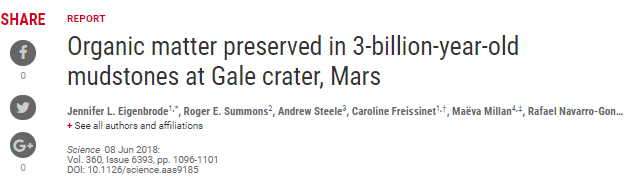 SHARE
REPORT
Organic matter preserved in 3-billion-year-old
mudstones at Gale crater, Mars
Jennifer L. Eigenbrode1,*, Roger E. Summons2, Andrew Steele3, Caroline Freissinet1,†, Maëva Millan4,‡, Rafael Navarro-Gon...
+ See all authors and affiliations
Science 08 Jun 2018:
Vol. 360, Issue 6393, pp. 1096-1101
DOI: 10.1126/science.aas9185
f
0
G+
0